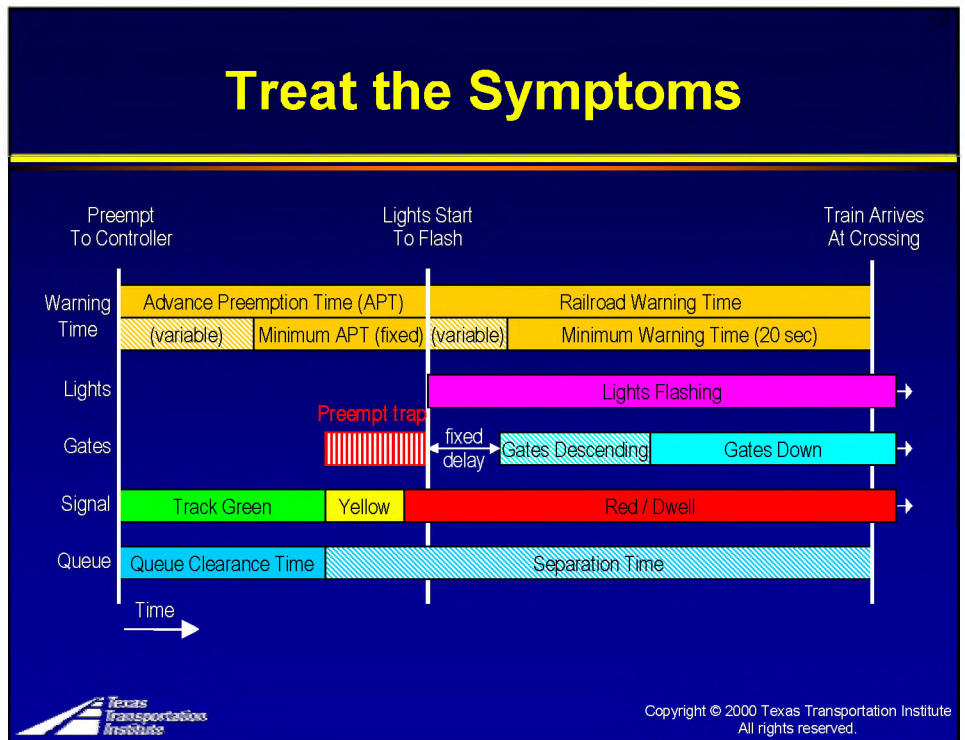 Treat the Symptoms
Preempt
To Controller
Lights Start
To Flash
Train Arrives
At Crossing
Warning
Time
Advance Preemption Time (APT)
Railroad Warning Time
(variable)
Minimum APT (fixed)
(variable)
Minimum Warning Time (20 sec)
Lights
Lights Flashing
Preempt trap
Gates
fixed
delay
Gates Descending
Gates Down
Signal
Track Green
Yellow
Red / Dwell
Queue
Queue Clearance Time
Separation Time
Time
Texas
Transportation
Institute
Copyright © 2000 Texas Transportation Institute
All rights reserved.